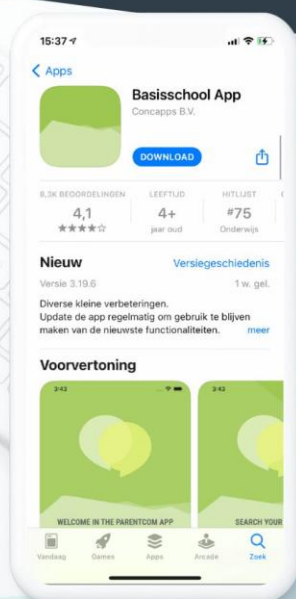 15:37
Apps
Basisschool App
Concapps B.V.
DOWNLOAD
8,3K BEOORDELINGEN LEEFTIJD HITLIJST
4,1 4+ #75
jaar oud Onderwijs
Nieuw Versiegeschiedenis
Versie 3.19.6 1 w. gel.
Diverse kleine verbeteringen.
Update de app regelmatig om gebruik te blijven
maken van de nieuwste functionaliteiten. meer
Voorvertoning
3:43 3:43
WELCOME IN THE PARENTCOM APP SEARCH YOUR
Vandaag Games Apps Arcade Zoek